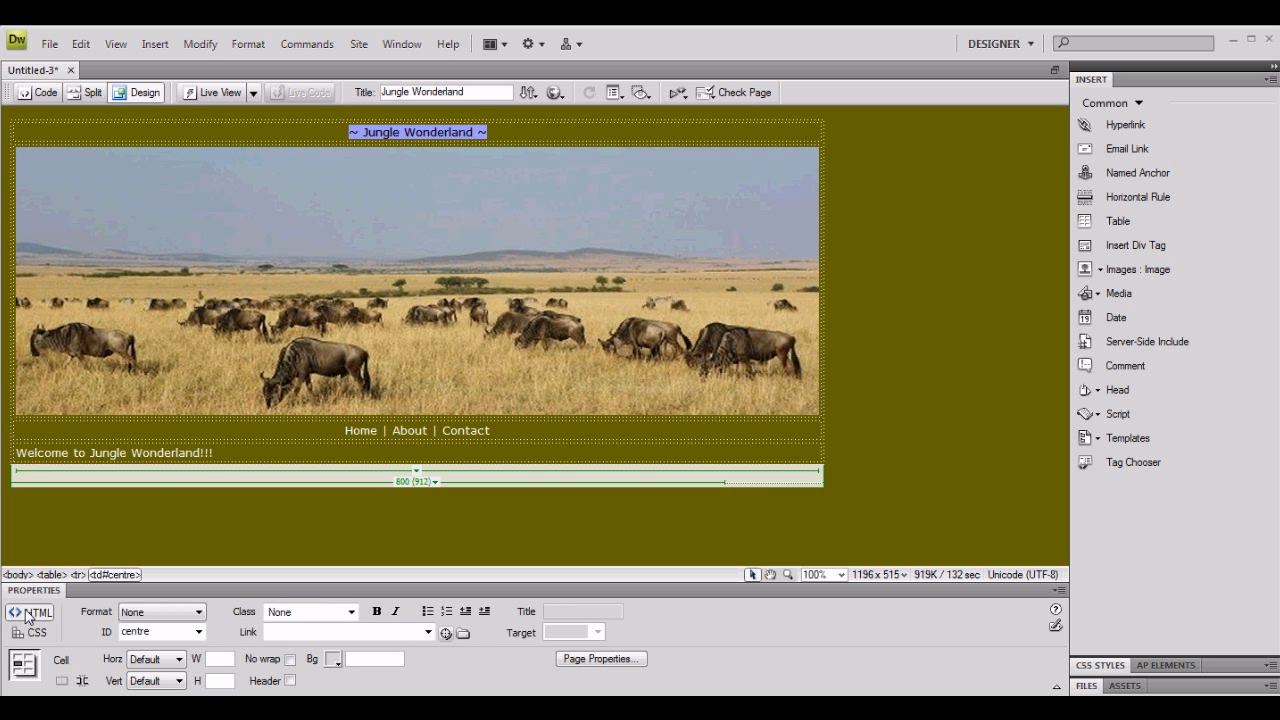 Dw File Edit View Insert Modify Format Commands Site Window Help DESIGNER
Untitled-3*
Code Split Design Live View Live Code Title: Jungle Wonderland Check Page
~ Jungle Wonderland ~
Home | About | Contact
Welcome to Jungle Wonderland!!!
800 (912)
<body> <table> <tr> <td#centre> 100% 1196 x 515 919K / 132 sec Unicode (UTF-8)
PROPERTIES
HTML Format None Class None B I Title
CSS ID centre Link Target
Cell Horz Default W No wrap Bg Page Properties...
Vert Default H Header
INSERT
Common
Hyperlink
Email Link
Named Anchor
Horizontal Rule
Table
Insert Div Tag
Images : Image
Media
19 Date
Server-Side Include
Comment
Head
Script
Templates
Tag Chooser
CSS STYLES AP ELEMENTS
FILES ASSETS